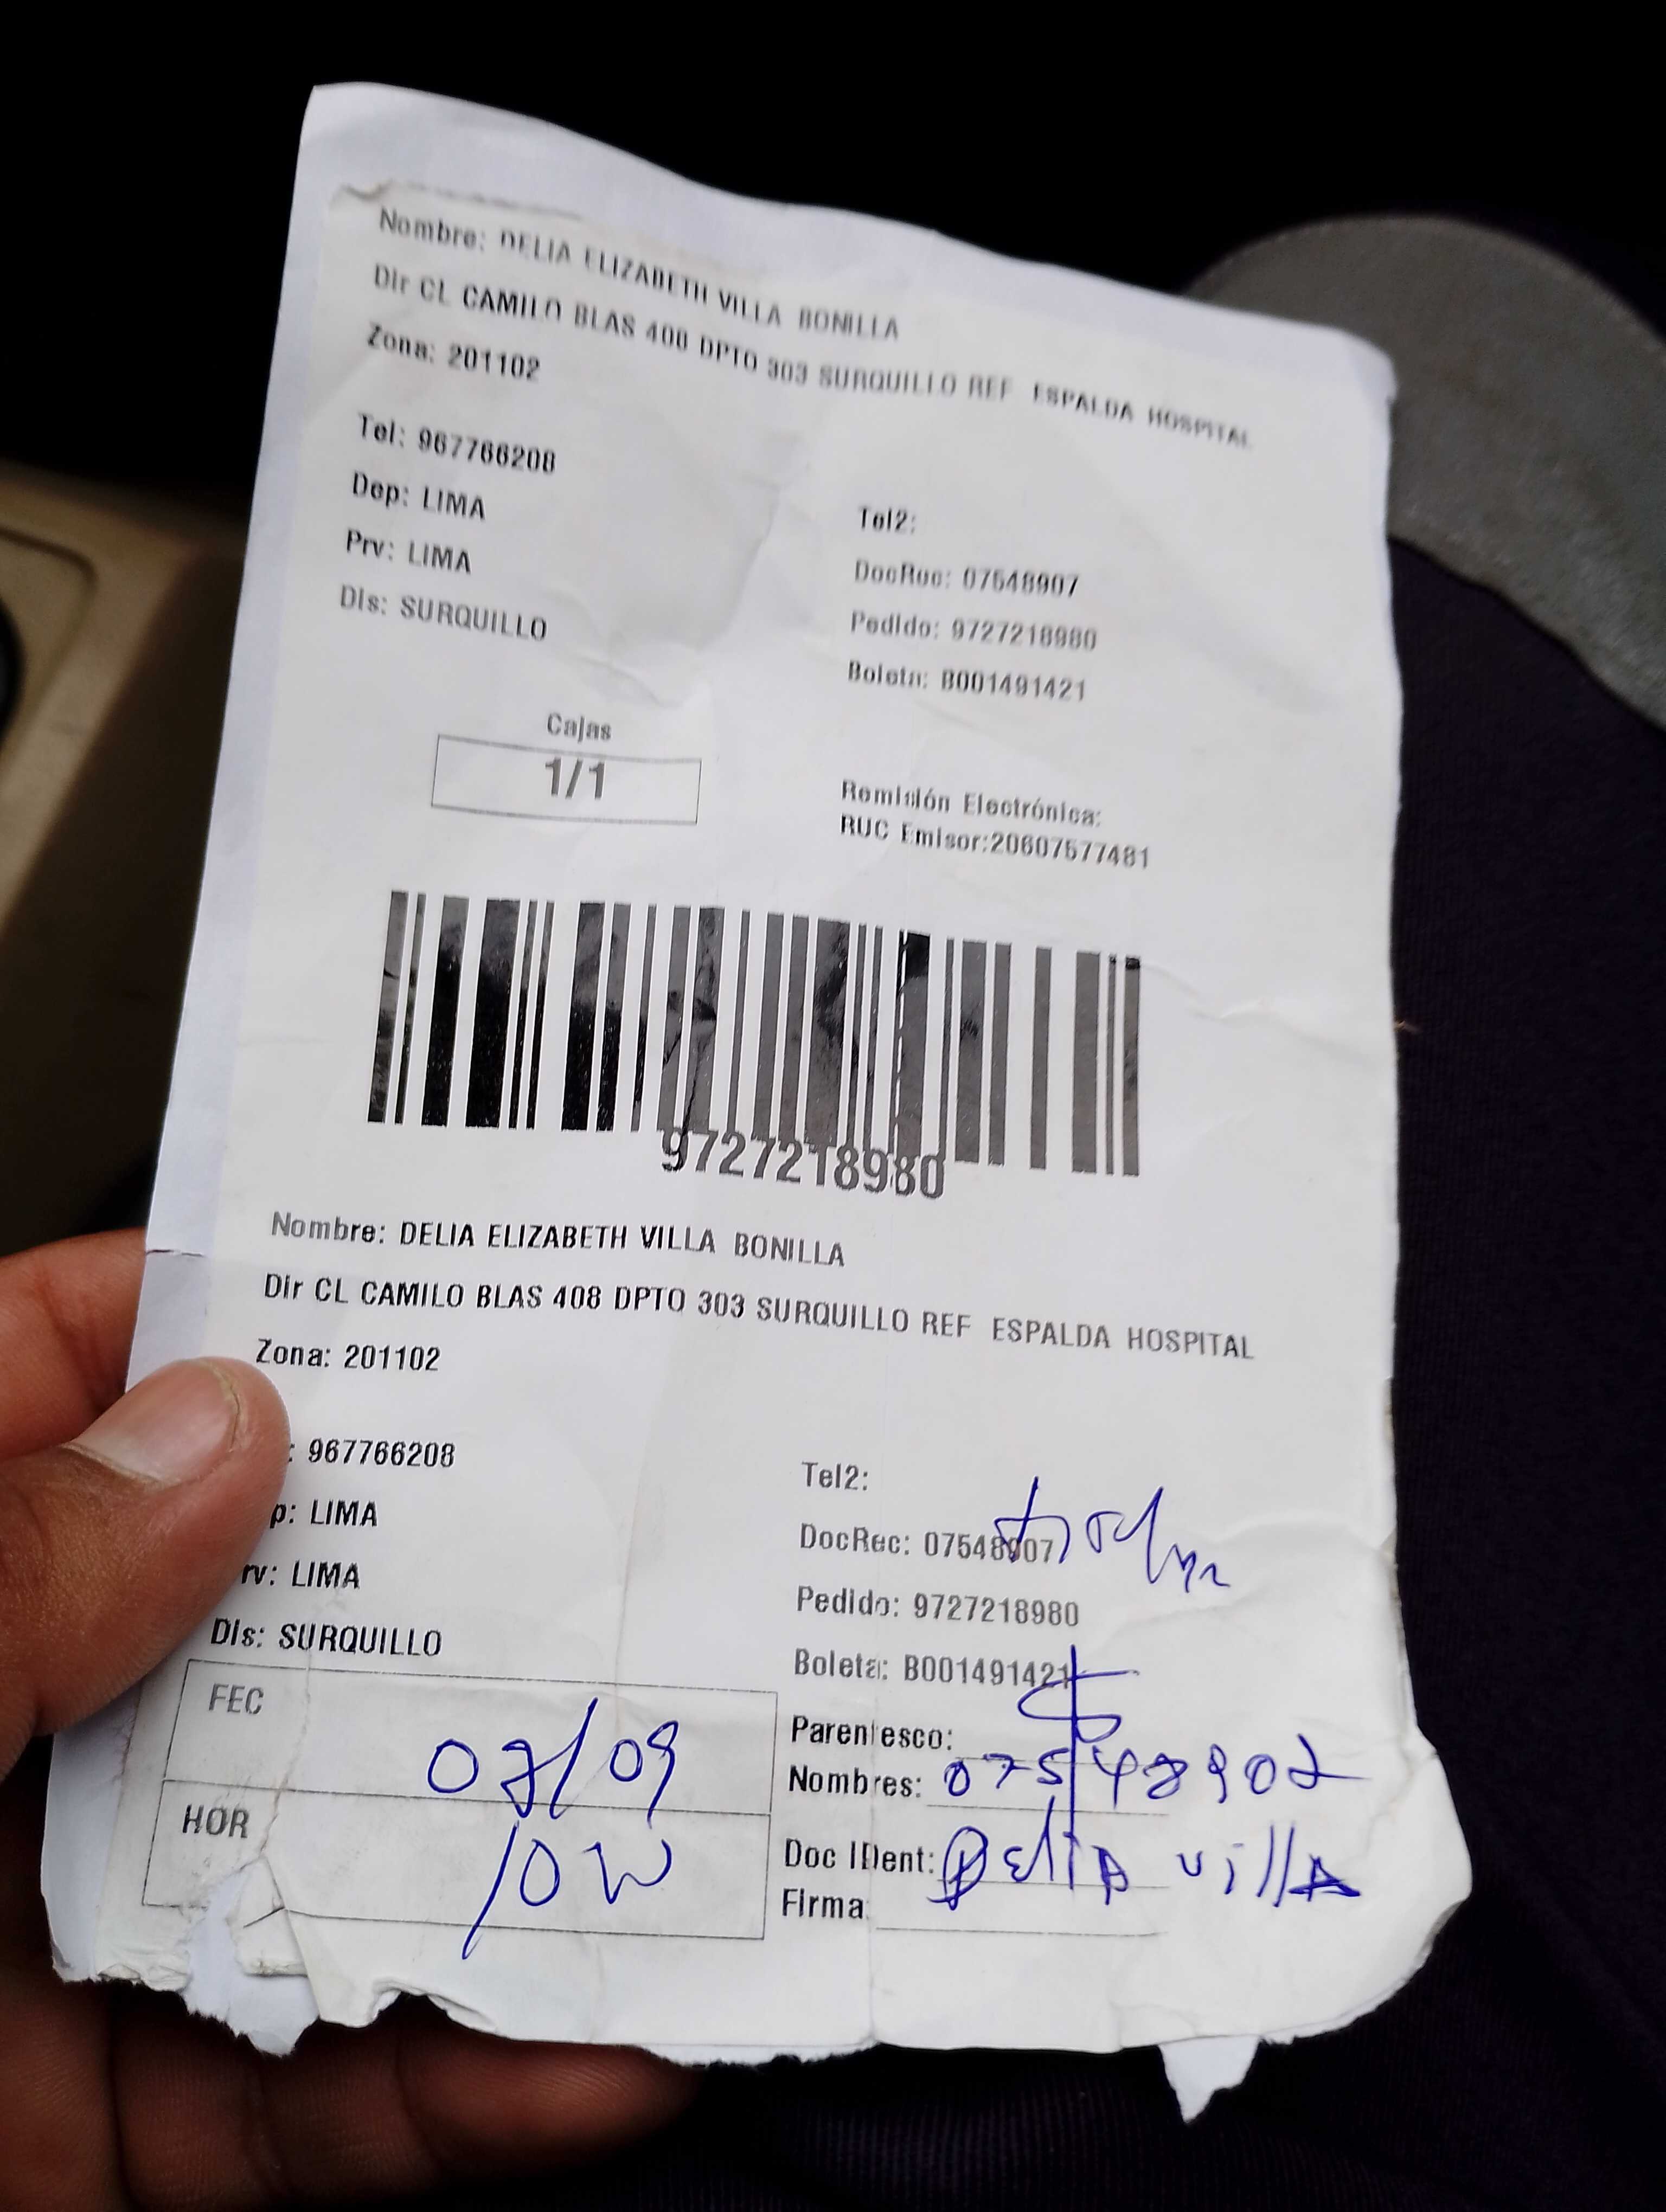 Nombre: DELIA ELIZABETH VILLA BONILLA
Dir CL CAMILO BLAS 408 DPTO 303 SURQUILLO REF ESPALDA HOSPITAL
Zona: 201102
Tel: 967766208
Dep: LIMA
Prv: LIMA
Dis: SURQUILLO
Tel2:
DocRec: 07548907
Pedido: 9727218980
Boleta: B001491421
Cajas
1/1
Remisión Electrónica:
RUC Emisor:20607577481
9727218980
Nombre: DELIA ELIZABETH VILLA BONILLA
Dir CL CAMILO BLAS 408 DPTO 303 SURQUILLO REF ESPALDA HOSPITAL
Zona: 201102
: 967766208
p: LIMA
rv: LIMA
Dis: SURQUILLO
Tel2:
DocRec: 07548907
Pedido: 9727218980
Boleta: B001491421
FEC
HOR
Parentesco:
Nombres: 07548907
Doc IDent: Delia villa
Firma